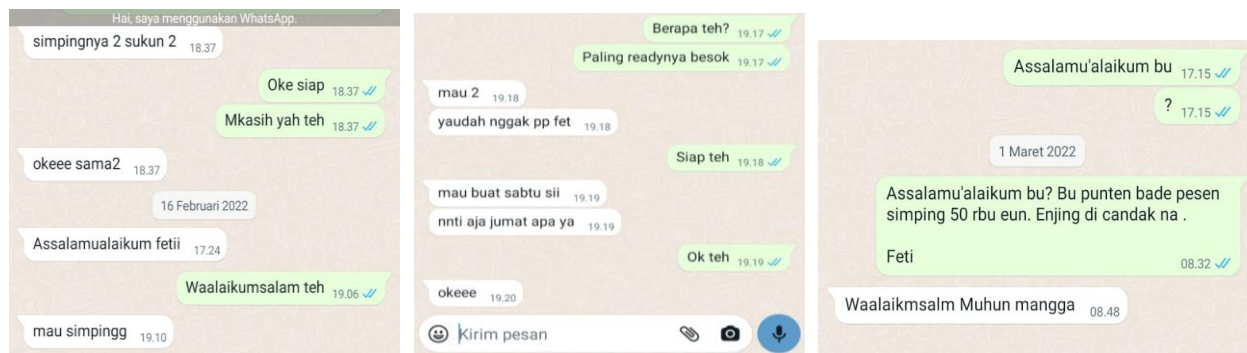 Hai, saya menggunakan WhatsApp.
simpingnya 2 sukun 2 18.37
Oke siap 18.37
Mkasih yah teh 18.37
okeee sama2 18.37
16 Februari 2022
Assalamualaikum fetii 17.24
Waalaikumsalam teh 19.06
mau simpingg 19.10
Berapa teh? 19.17
Paling readynya besok 19.17
mau 2 19.18
yaudah nggak pp fet 19.18
Siap teh 19.18
mau buat sabtu sii 19.19
nnti aja jumat apa ya 19.19
Ok teh 19.19
okeee 19.20
Kirim pesan
Assalamu'alaikum bu 17.15
? 17.15
1 Maret 2022
Assalamu'alaikum bu? Bu punten bade pesen
simping 50 rbu eun. Enjing di candak na .
Feti 08.32
Waalaikmsalm Muhun mangga 08.48